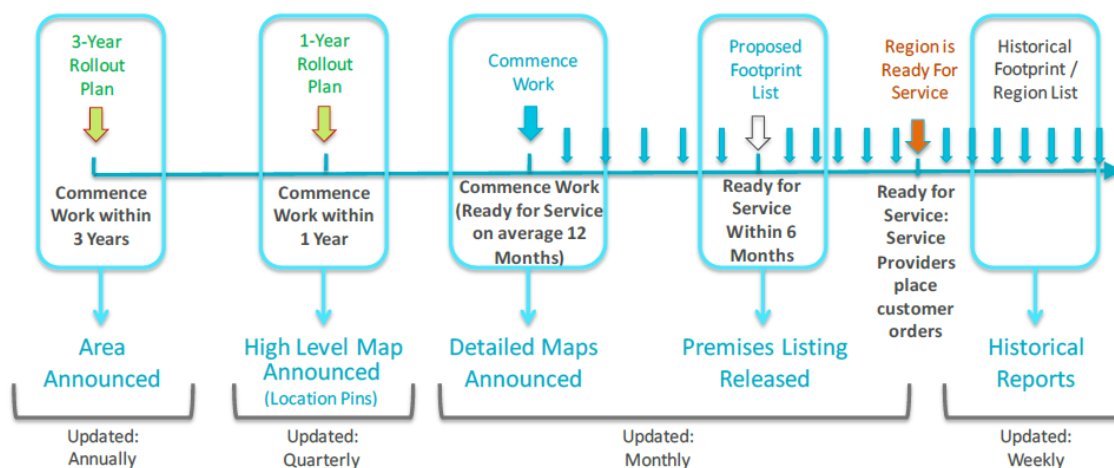 3-Year
Rollout
Plan
1-Year
Rollout
Plan
Commence
Work
Proposed
Footprint
List
Region is
Ready For
Service
Historical
Footprint /
Region List
Commence
Work within
3 Years
Commence
Work within
1 Year
Commence Work
(Ready for Service
on average 12
Months)
Ready for
Service
Within 6
Months
Ready for
Service:
Service
Providers
place
customer
orders
Area
Announced
High Level Map
Announced
(Location Pins)
Detailed Maps
Announced
Premises Listing
Released
Historical
Reports
Updated:
Annually
Updated:
Quarterly
Updated:
Monthly
Updated:
Weekly